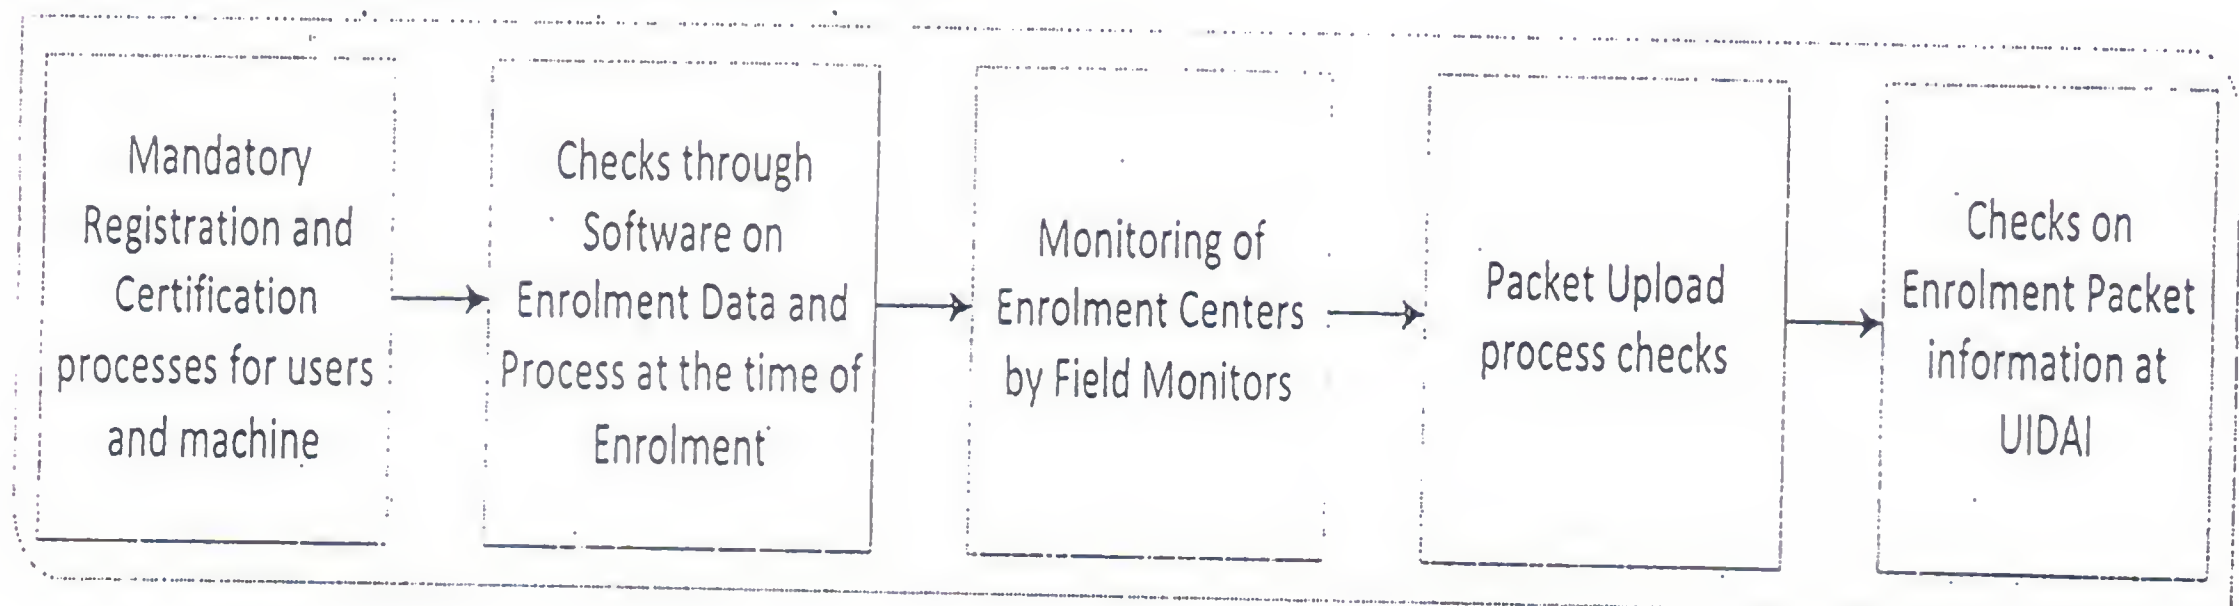 Mandatory
Registration and
Certification
processes for users
and machine
Checks through
Software on
Enrolment Data and
Process at the time of
Enrolment
Monitoring of
Enrolment Centers
by Field Monitors
Packet Upload
process checks
Checks on
Enrolment Packet
information at
UIDAI